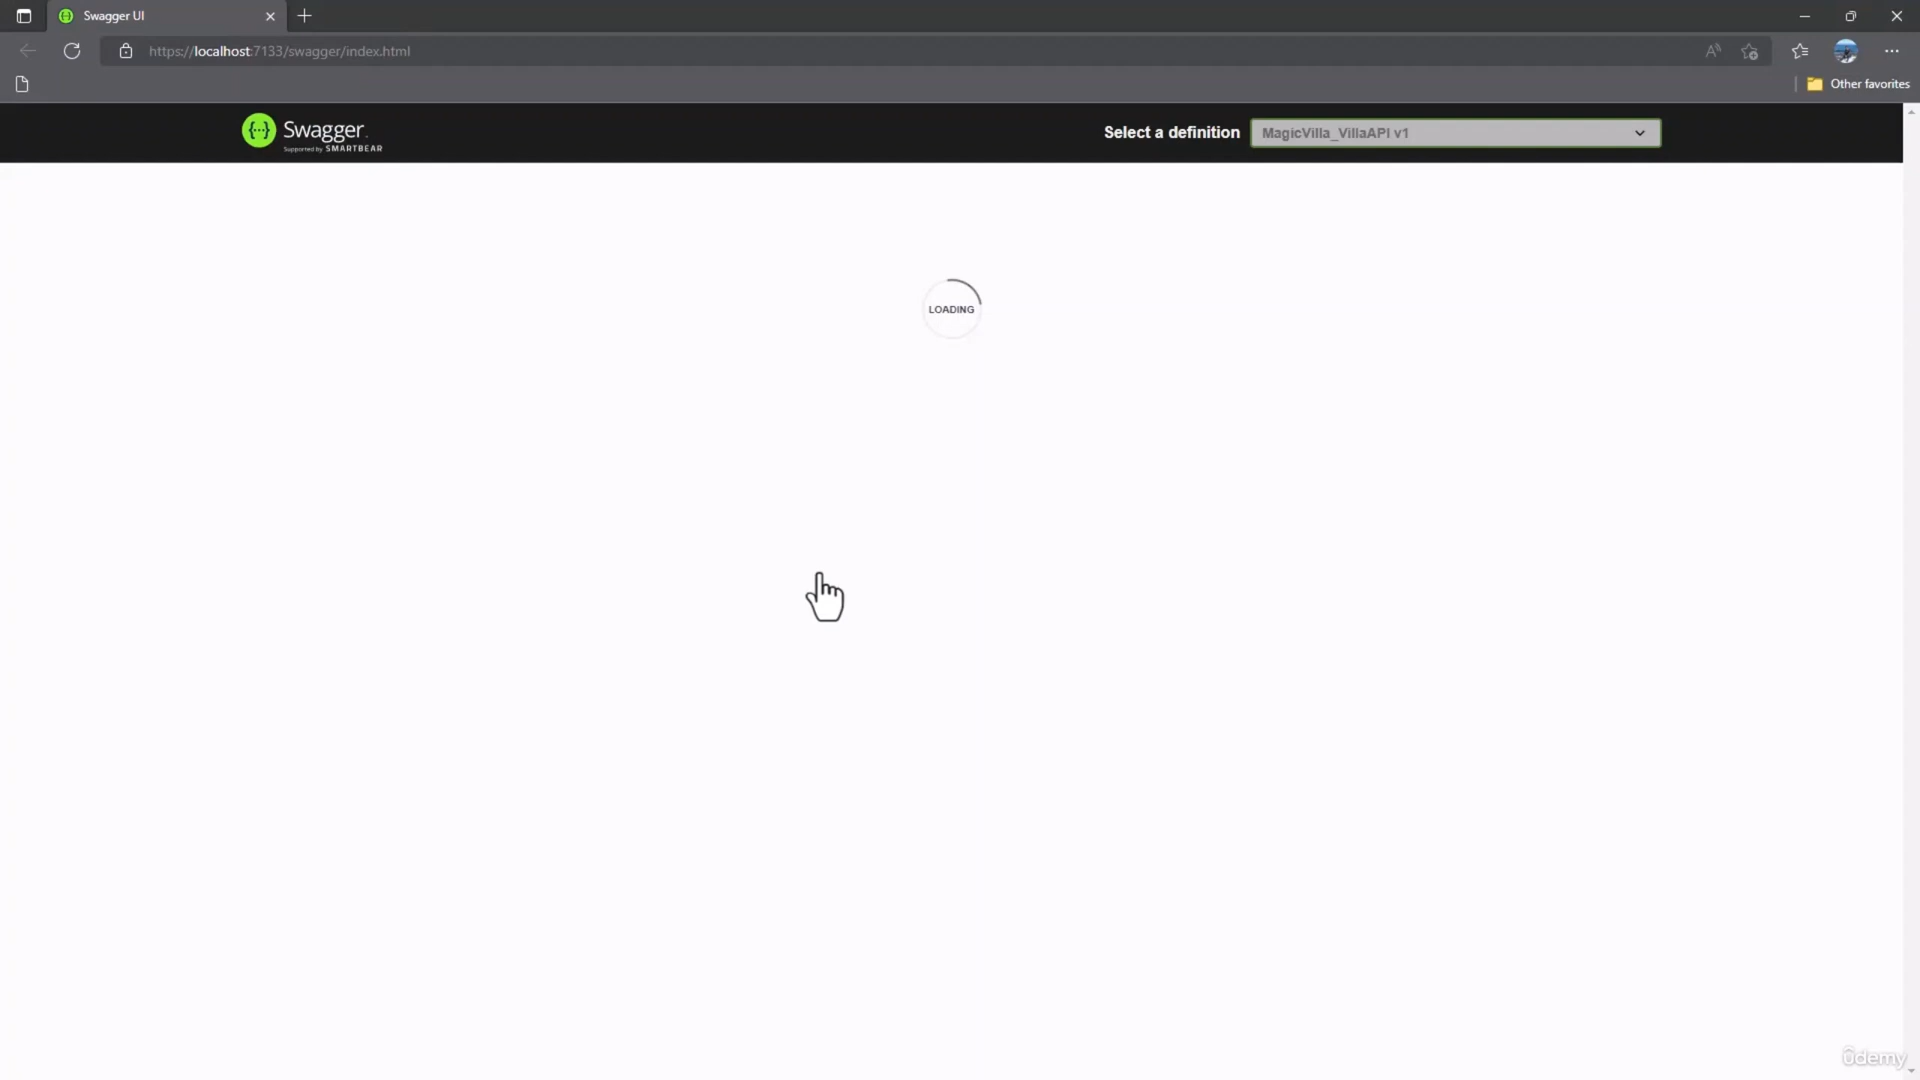 Swagger UI
https://localhost:7133/swagger/index.html
Other favorites
Swagger.
Supported by SMARTBEAR
Select a definition
MagicVilla_VillaAPI v1
LOADING
ûdemy